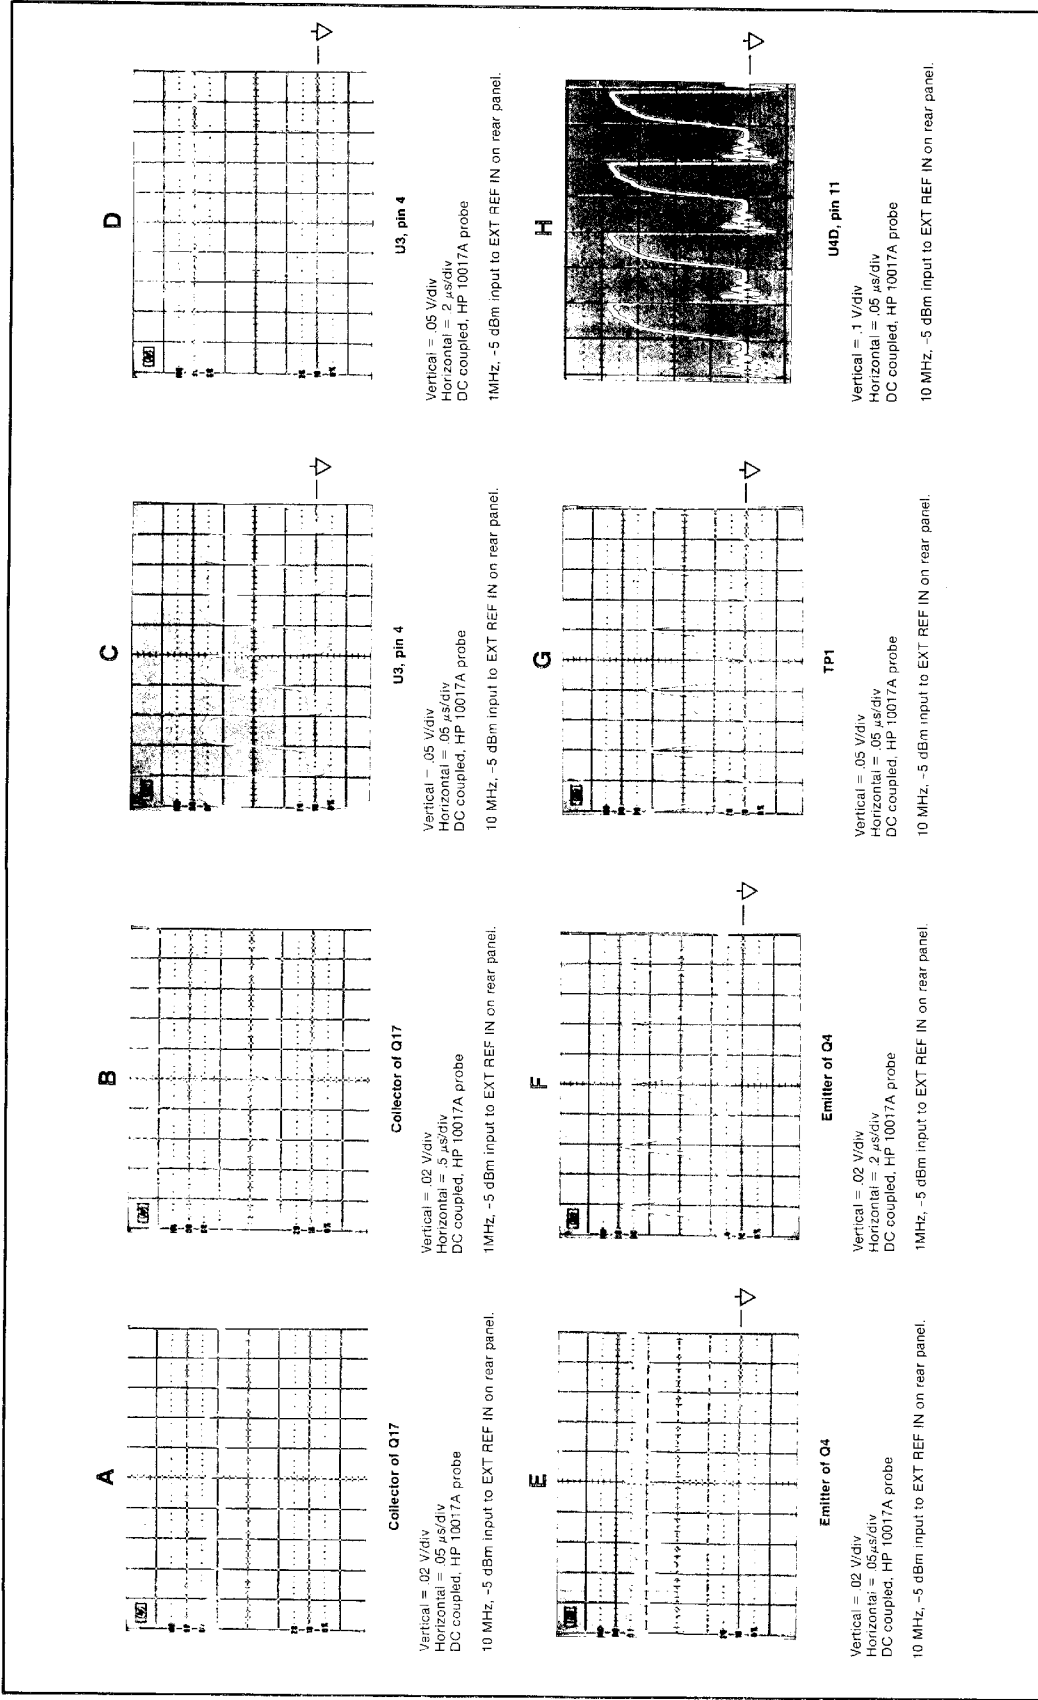 A
Collector of Q17
Vertical = .02 V/div
Horizontal = .05 μs/div
DC coupled, HP 10017A probe
10 MHz, -5 dBm input to EXT REF IN on rear panel.
B
Collector of Q17
Vertical = .02 V/div
Horizontal = .5 μs/div
DC coupled, HP 10017A probe
1MHz, -5 dBm input to EXT REF IN on rear panel.
C
U3, pin 4
Vertical - .05 V/div
Horizontal = .05 μs/div
DC coupled, HP 10017A probe
10 MHz, -5 dBm input to EXT REF IN on rear panel.
D
U3, pin 4
Vertical = .05 V/div
Horizontal = .2 μs/div
DC coupled, HP 10017A probe
1MHz, -5 dBm input to EXT REF IN on rear panel.
E
Emitter of Q4
Vertical = .02 V/div
Horizontal = .05μs/div
DC coupled, HP 10017A probe
10 MHz, -5 dBm input to EXT REF IN on rear panel.
F
Emitter of Q4
Vertical = .02 V/div
Horizontal = .2 μs/div
DC coupled, HP 10017A probe
1MHz, -5 dBm input to EXT REF IN on rear panel.
G
TP1
Vertical = .05 V/div
Horizontal = .05 μs/div
DC coupled, HP 10017A probe
10 MHz, -5 dBm input to EXT REF IN on rear panel.
H
U4D, pin 11
Vertical = .1 V/div
Horizontal = .05 μs/div
DC coupled, HP 10017A probe
10 MHz, -5 dBm input to EXT REF IN on rear panel.